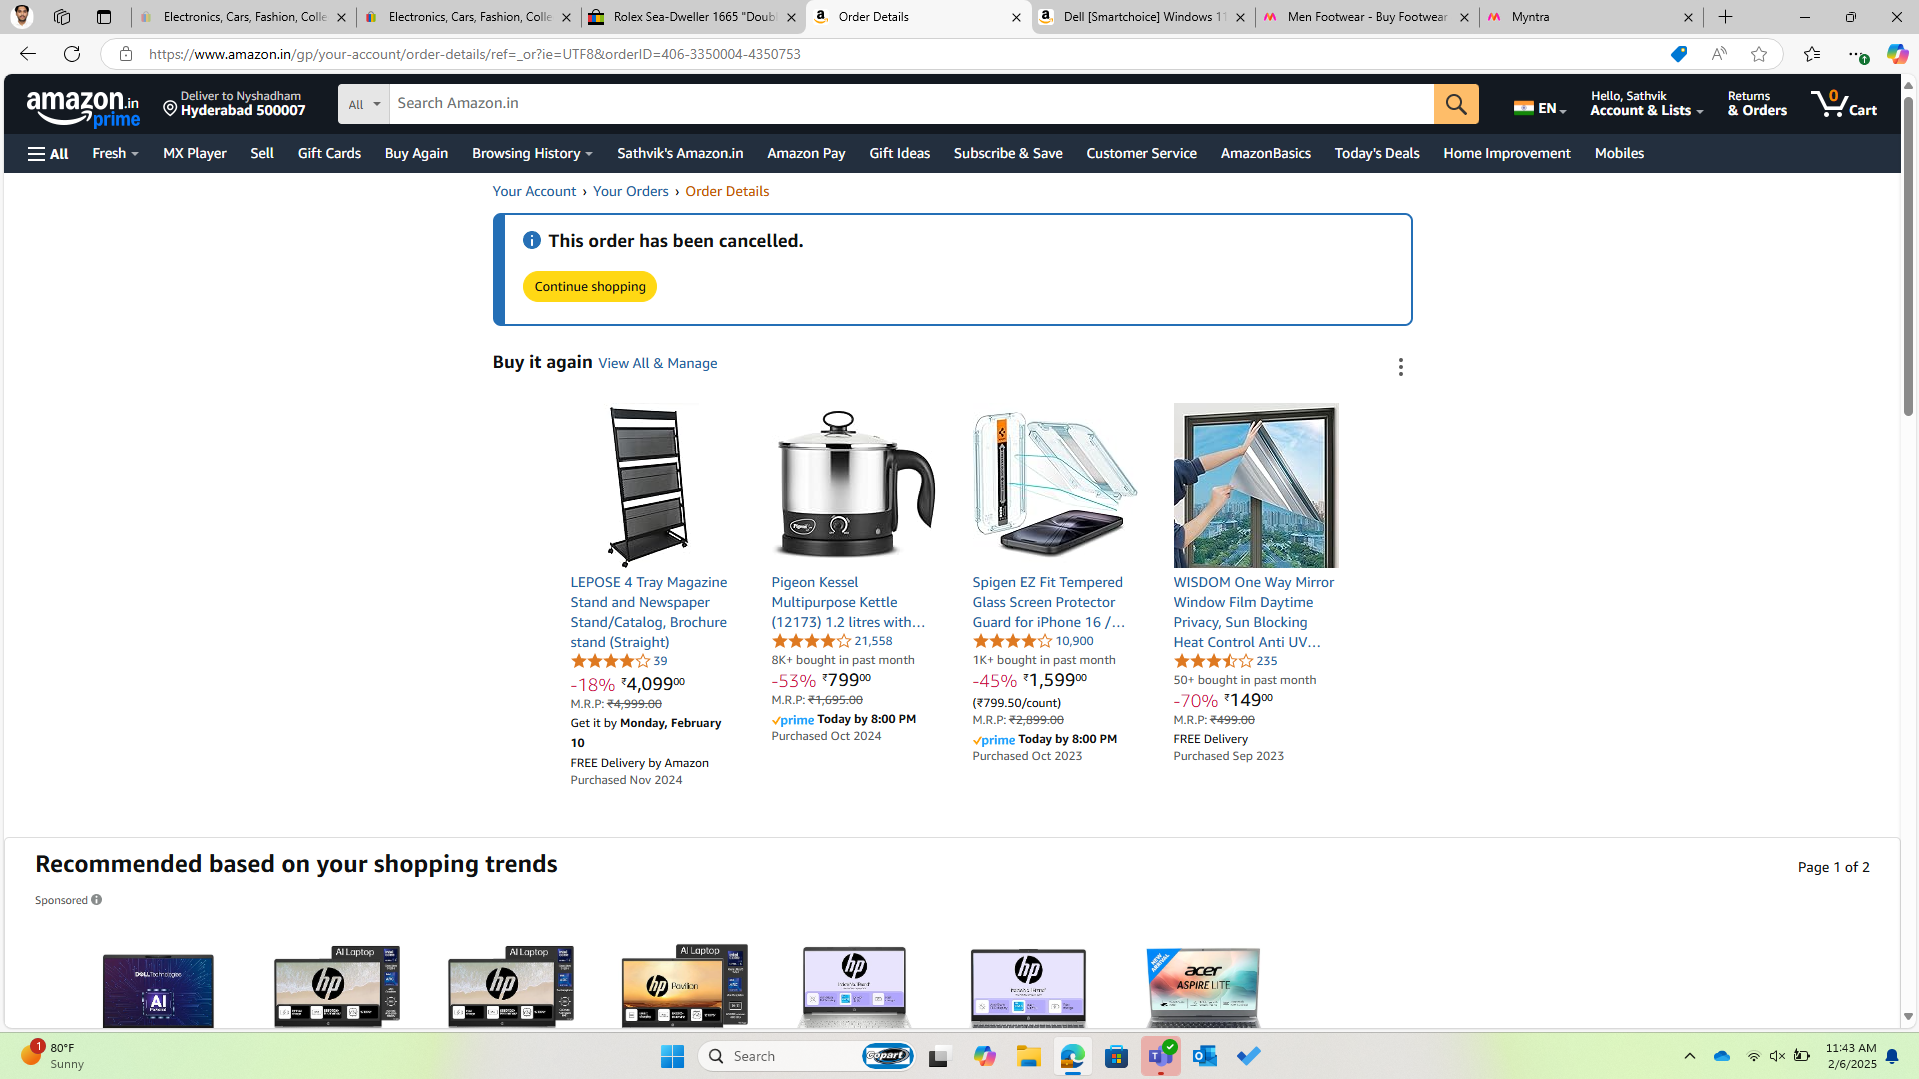 Electronics, Cars, Fashion, Colle
Electronics, Cars, Fashion, Colle
Rolex Sea-Dweller 1665 "Doubl
Order Details
Dell [Smartchoice] Windows 11
Men Footwear - Buy Footwear
Myntra
https://www.amazon.in/gp/your-account/order-details/ref=_or?ie=UTF8&orderID=406-3350004-4350753
amazon.in
prime
Deliver to Nyshadham
Hyderabad 500007
All
Search Amazon.in
EN
Hello, Sathvik
Account & Lists
Returns
& Orders
0
Cart
All
Fresh
MX Player
Sell
Gift Cards
Buy Again
Browsing History
Sathvik's Amazon.in
Amazon Pay
Gift Ideas
Subscribe & Save
Customer Service
AmazonBasics
Today's Deals
Home Improvement
Mobiles
Your Account › Your Orders › Order Details
This order has been cancelled.
Continue shopping
Buy it again View All & Manage
LEPOSE 4 Tray Magazine
Stand and Newspaper
Stand/Catalog, Brochure
stand (Straight)
39
-18% ₹4,099.00
M.R.P: ₹4,999.00
Get it by Monday, February
10
FREE Delivery by Amazon
Purchased Nov 2024
Pigeon Kessel
Multipurpose Kettle
(12173) 1.2 litres with…
21,558
8K+ bought in past month
-53% ₹799.00
M.R.P: ₹1,695.00
prime Today by 8:00 PM
Purchased Oct 2024
Spigen EZ Fit Tempered
Glass Screen Protector
Guard for iPhone 16 /…
10,900
1K+ bought in past month
-45% ₹1,599.00
(₹799.50/count)
M.R.P: ₹2,899.00
prime Today by 8:00 PM
Purchased Oct 2023
WISDOM One Way Mirror
Window Film Daytime
Privacy, Sun Blocking
Heat Control Anti UV…
235
50+ bought in past month
-70% ₹149.00
M.R.P: ₹499.00
FREE Delivery
Purchased Sep 2023
Recommended based on your shopping trends
Page 1 of 2
Sponsored
DELLTechnologies
AI
AI Laptop
hp
AI Laptop
hp
AI Laptop
hp Pavilion
hp
hp
NEW ARRIVAL
acer
ASPIRE LITE
1
80°F
Sunny
Search
Copart
11:43 AM
2/6/2025